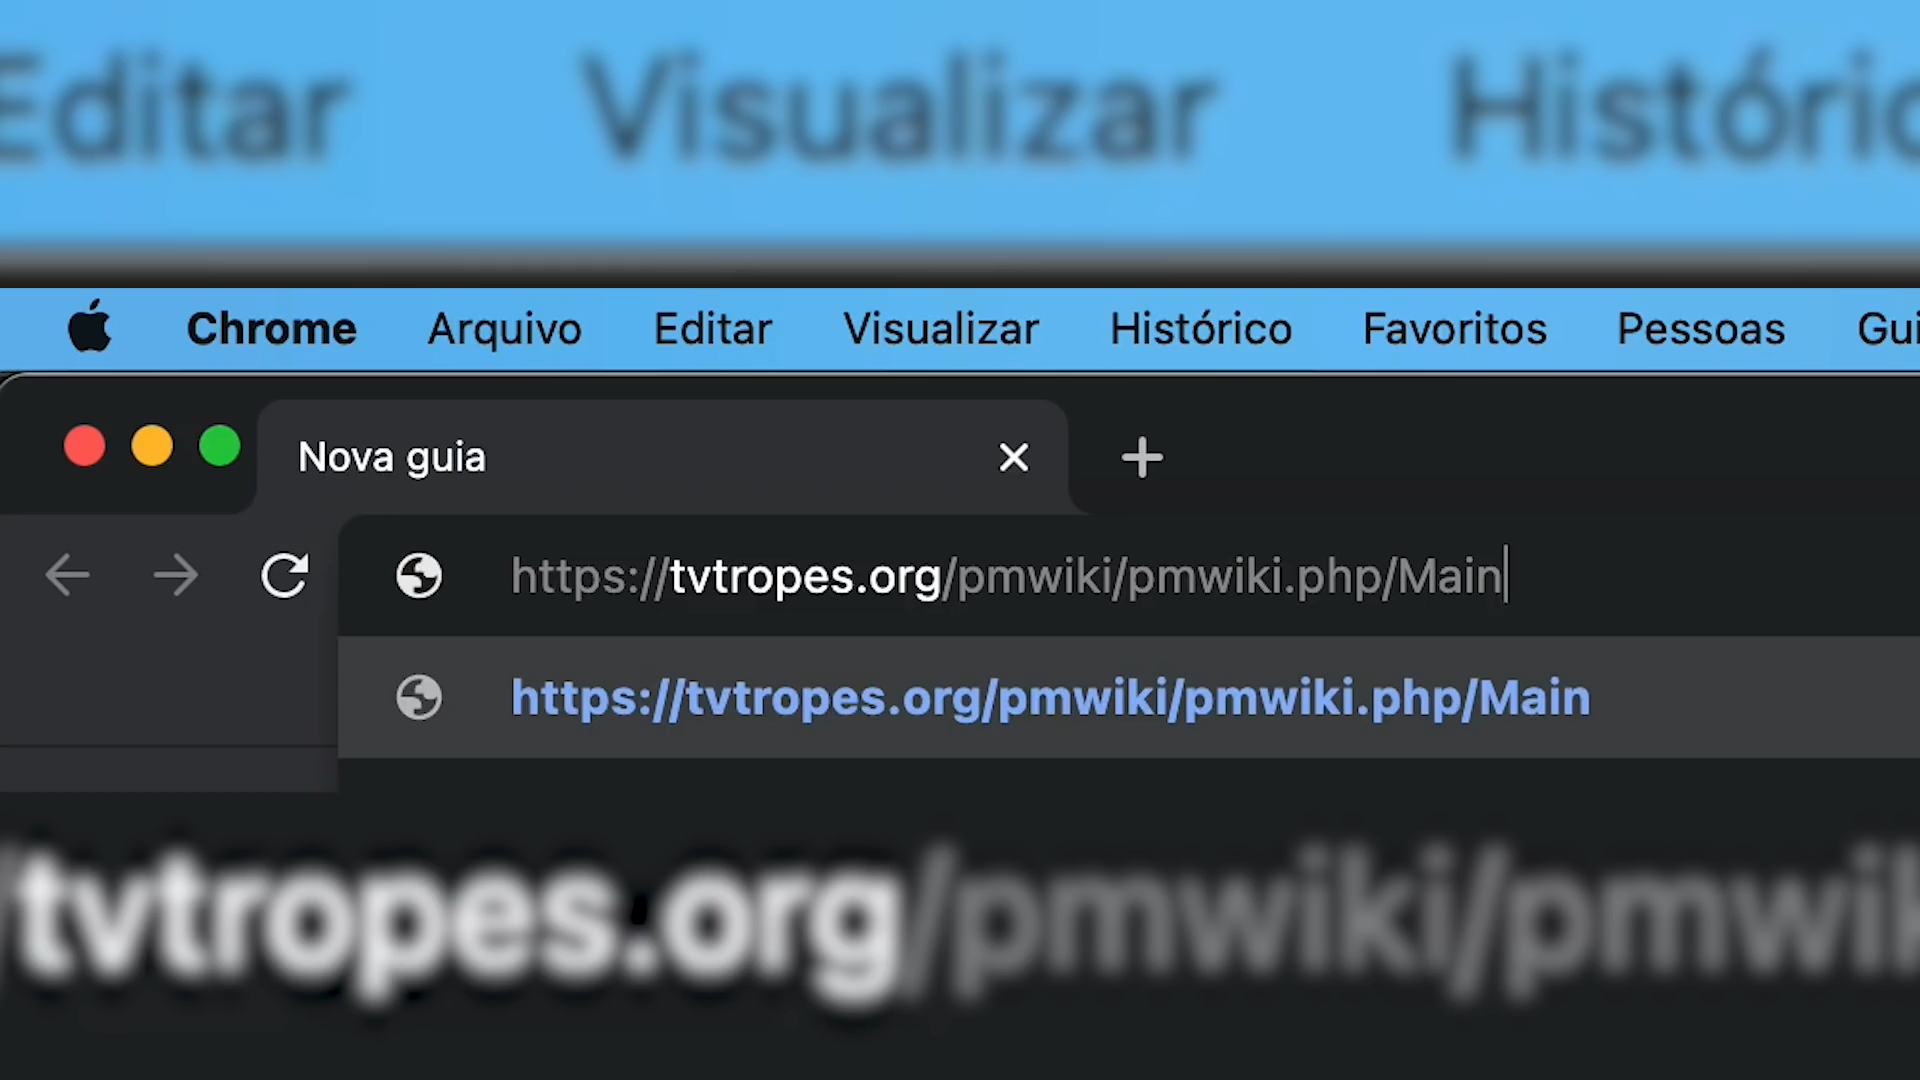 Editar Visualizar Históric
Chrome Arquivo Editar Visualizar Histórico Favoritos Pessoas Gui
Nova guia
https://tvtropes.org/pmwiki/pmwiki.php/Main
https://tvtropes.org/pmwiki/pmwiki.php/Main
/tvtropes.org/pmwiki/pmwik